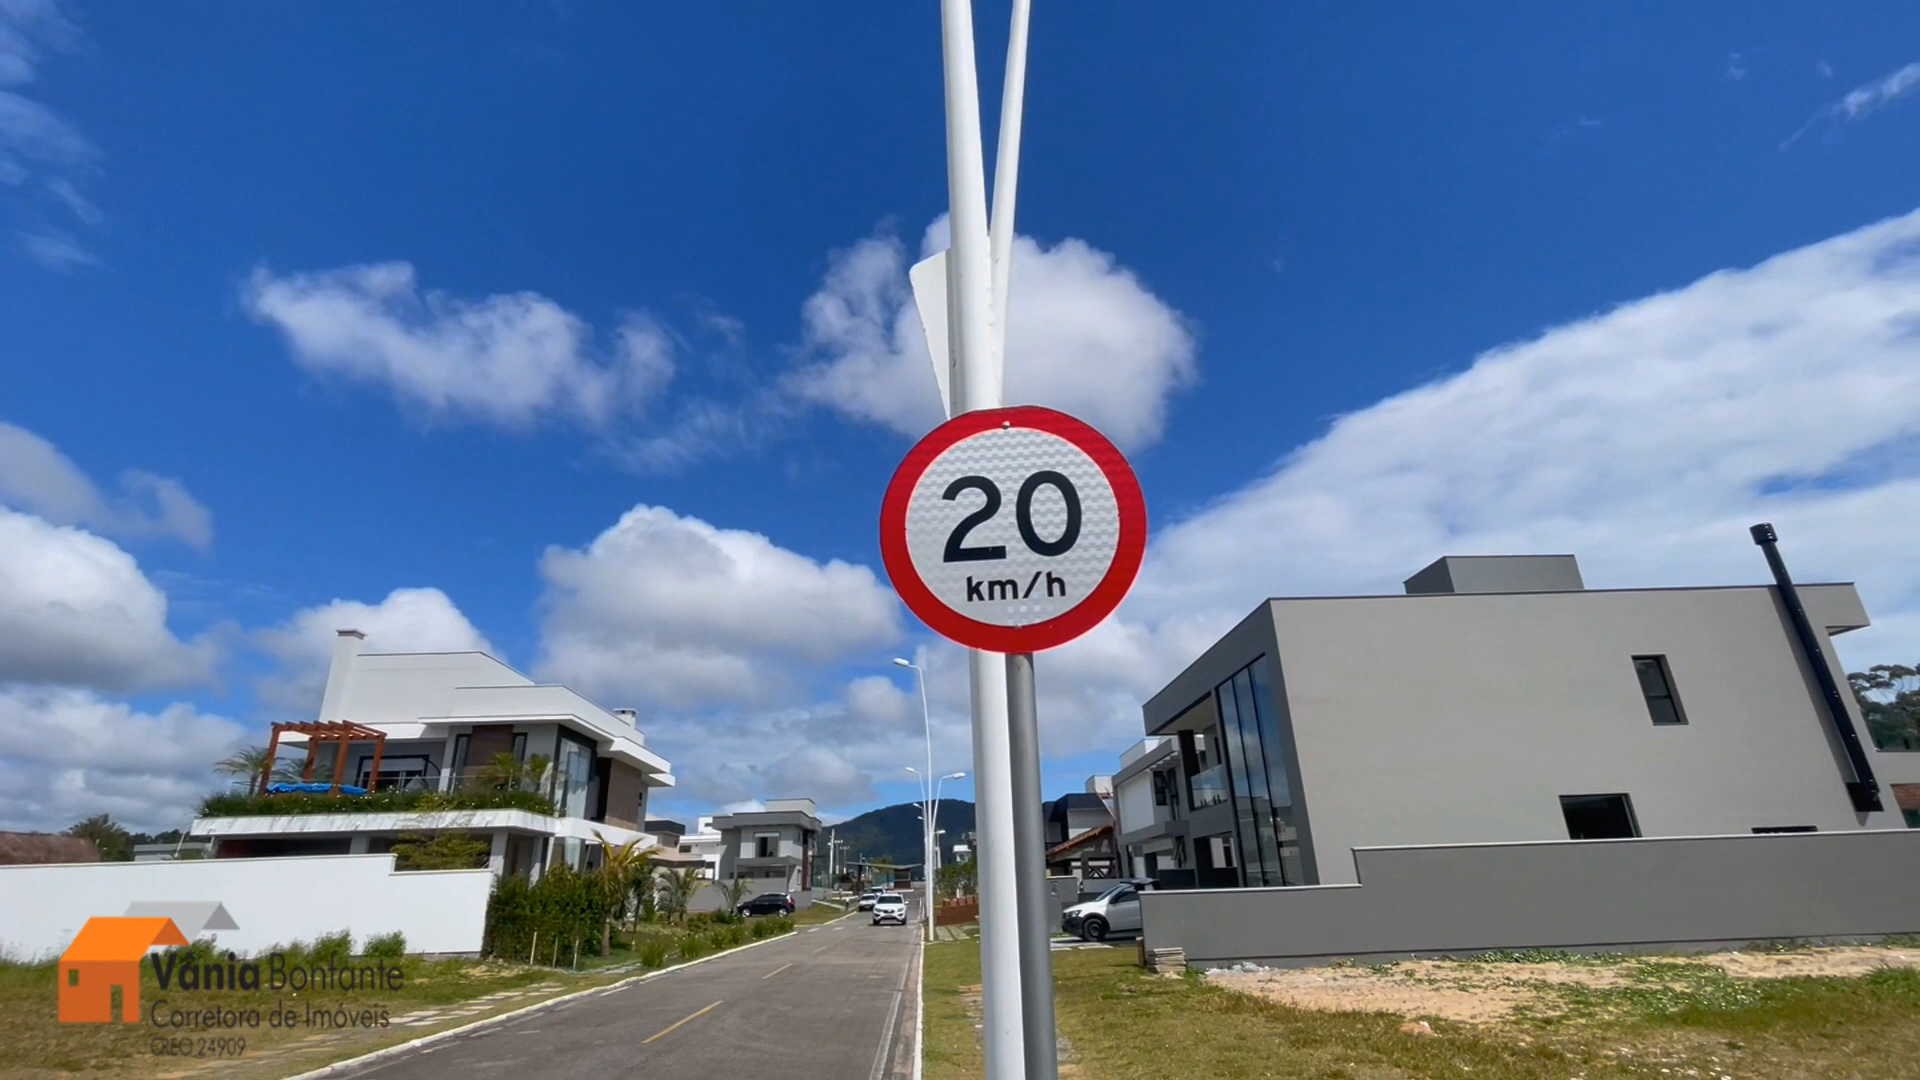 20
km/h
Vânia Bonfante
Corretora de Imóveis
CRECI 24909